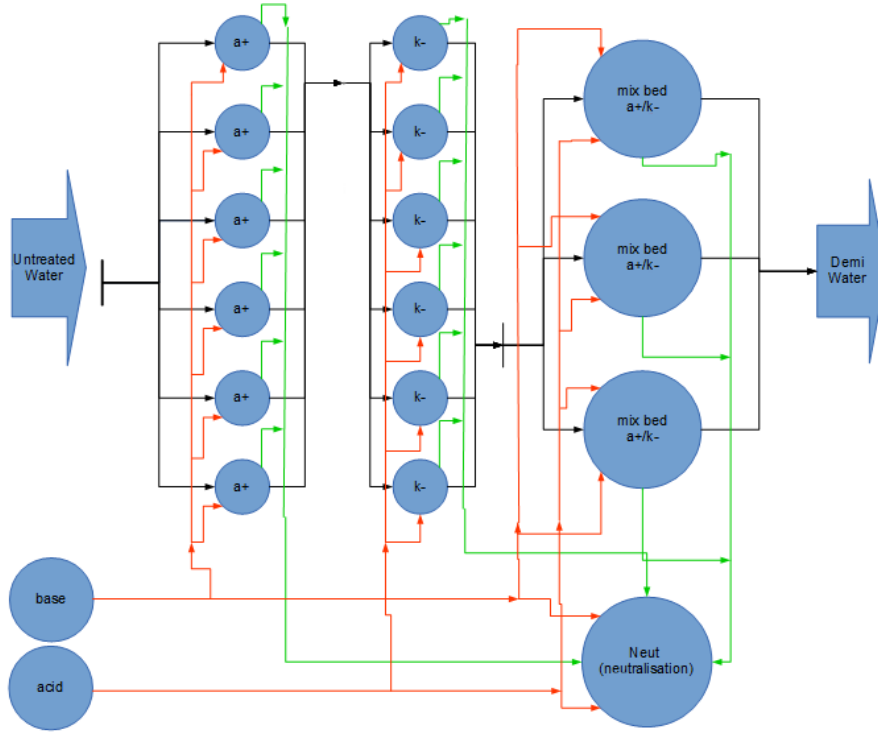 a+
k-
mix bed
a+/k-
a+
k-
a+
k-
Untreated
Water
mix bed
a+/k-
Demi
Water
a+
k-
a+
k-
mix bed
a+/k-
a+
k-
base
Neut
(neutralisation)
acid